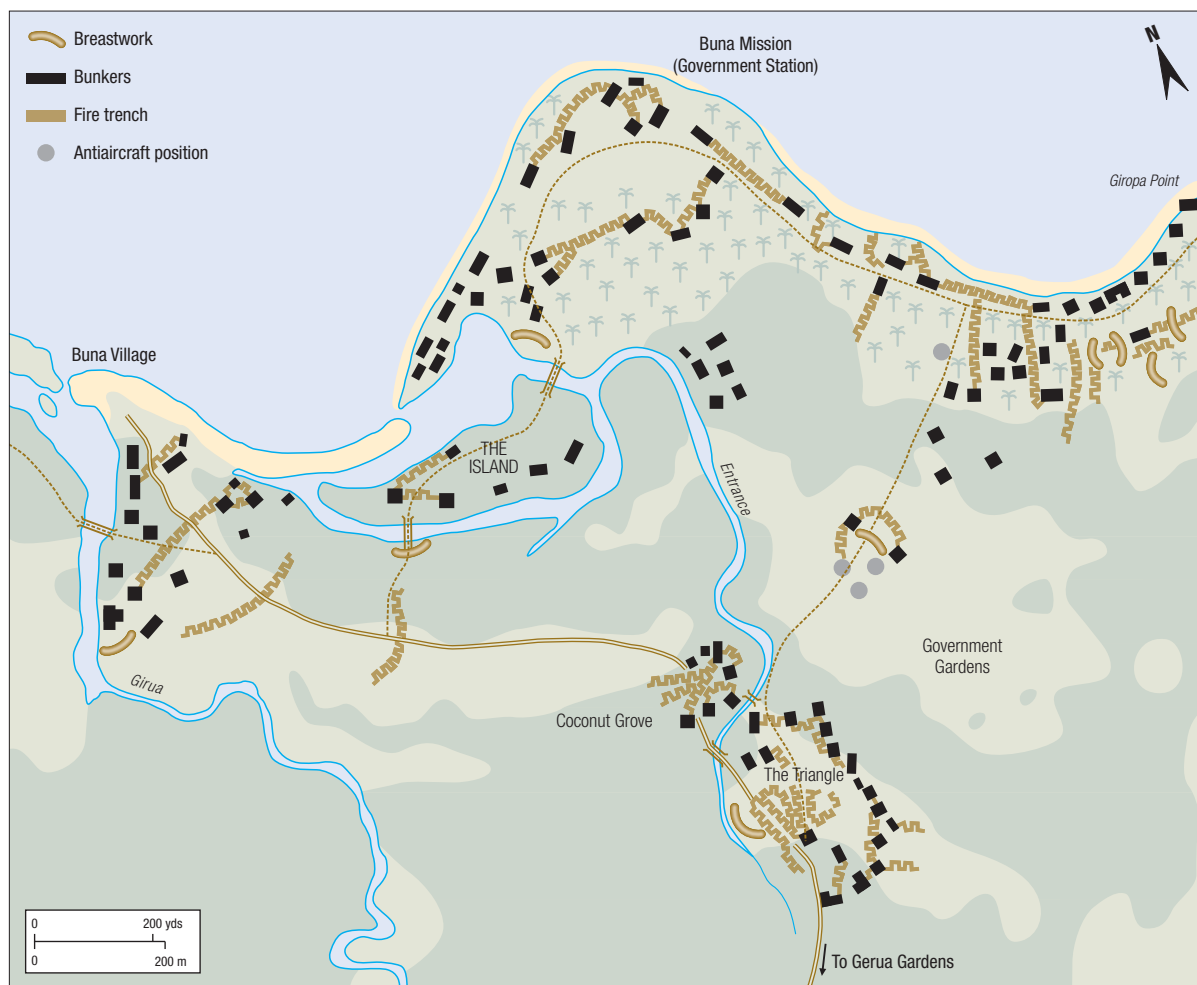 Breastwork
Bunkers
Fire trench
Antiaircraft position
Buna Mission
(Government Station)
N
Giropa Point
Buna Village
THE
ISLAND
Entrance
Government
Gardens
Girua
Coconut Grove
The Triangle
0 200 yds
0 200 m
To Gerua Gardens